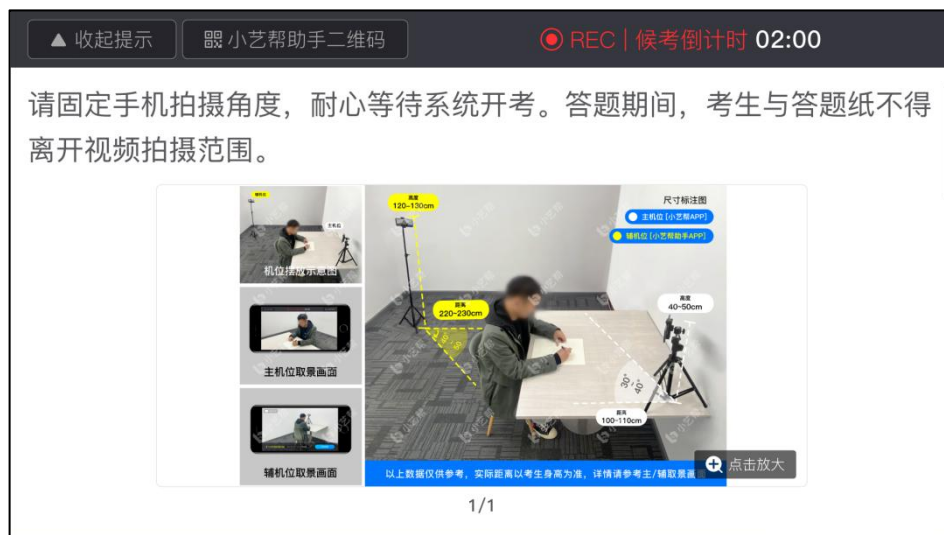 ▲ 收起提示
小艺帮助手二维码
REC | 候考倒计时 02:00
请固定手机拍摄角度，耐心等待系统开考。答题期间，考生与答题纸不得
离开视频拍摄范围。
辅机位
主机位
机位摆放示意图
主机位取景画面
辅机位取景画面
高度
120~130cm
尺寸标注图
主机位 [小艺帮APP]
辅机位 [小艺帮助手APP]
距离
220~230cm
高度
40~50cm
30°~40°
距离
100~110cm
以上数据仅供参考，实际距离以考生身高为准，详情请参考主/辅取景画
点击放大
1/1